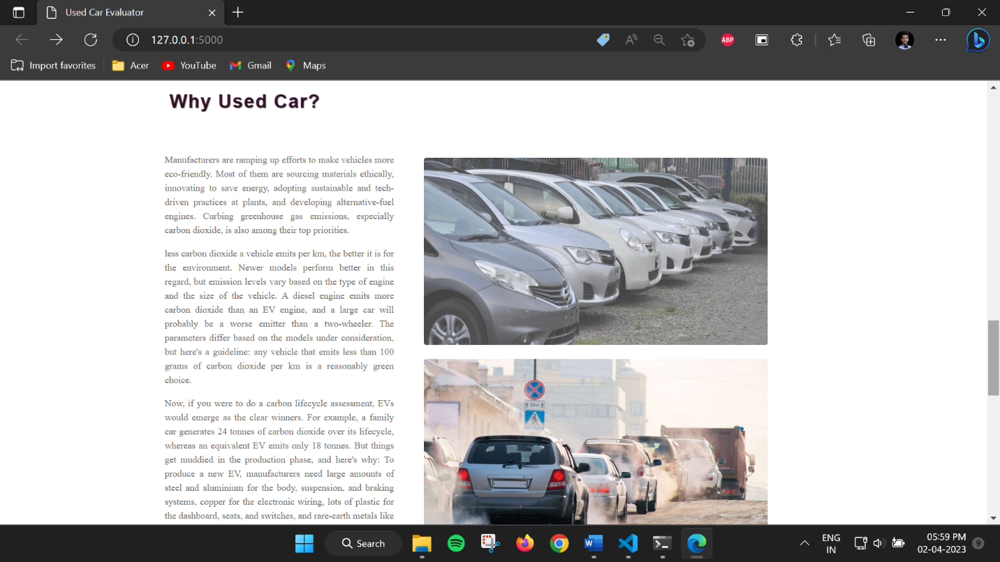 Used Car Evaluator
127.0.0.1:5000
ABP
Import favorites
Acer
YouTube
Gmail
Maps
Why Used Car?
Manufacturers are ramping up efforts to make vehicles more
eco-friendly. Most of them are sourcing materials ethically,
innovating to save energy, adopting sustainable and tech-
driven practices at plants, and developing alternative-fuel
engines. Curbing greenhouse gas emissions, especially
carbon dioxide, is also among their top priorities.
less carbon dioxide a vehicle emits per km, the better it is for
the environment. Newer models perform better in this
regard, but emission levels vary based on the type of engine
and the size of the vehicle. A diesel engine emits more
carbon dioxide than an EV engine, and a large car will
probably be a worse emitter than a two-wheeler. The
parameters differ based on the models under consideration,
but here's a guideline: any vehicle that emits less than 100
grams of carbon dioxide per km is a reasonably green
choice.
Now, if you were to do a carbon lifecycle assessment, EVs
would emerge as the clear winners. For example, a family
car generates 24 tonnes of carbon dioxide over its lifecycle,
whereas an equivalent EV emits only 18 tonnes. But things
get muddied in the production phase, and here's why: To
produce a new EV, manufacturers need large amounts of
steel and aluminium for the body, suspension, and braking
systems, copper for the electronic wiring, lots of plastic for
the dashboard, seats, and switches, and rare-earth metals like
Search
ENG
IN
05:59 PM
02-04-2023
9